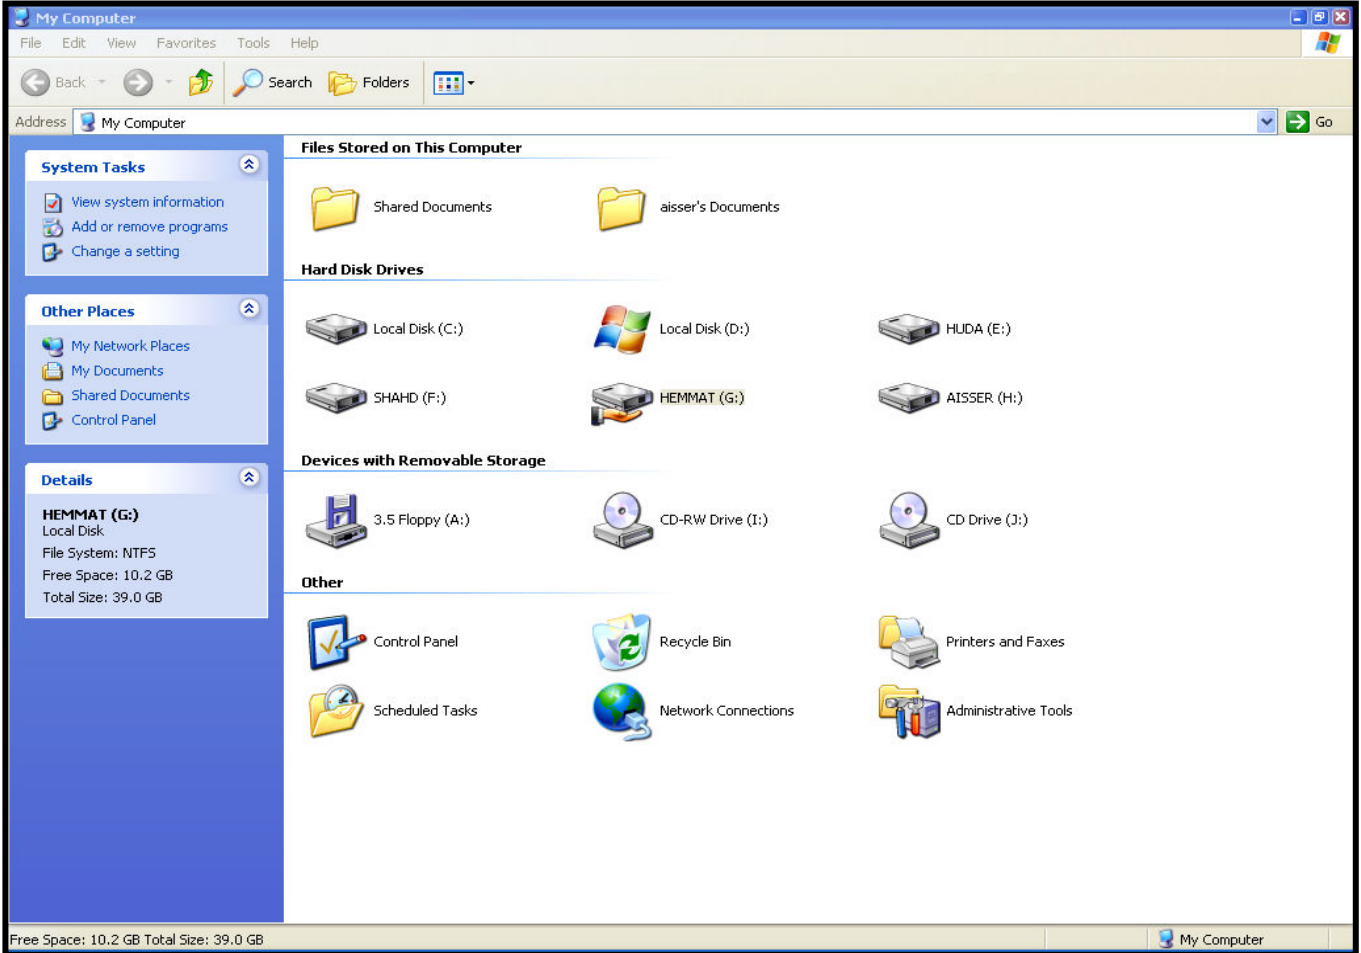 My Computer
File Edit View Favorites Tools Help
Back Search Folders
Address My Computer Go
System Tasks
View system information
Add or remove programs
Change a setting
Other Places
My Network Places
My Documents
Shared Documents
Control Panel
Details
HEMMAT (G:)
Local Disk
File System: NTFS
Free Space: 10.2 GB
Total Size: 39.0 GB
Files Stored on This Computer
Shared Documents aisser's Documents
Hard Disk Drives
Local Disk (C:) Local Disk (D:) HUDA (E:)
SHAHD (F:) HEMMAT (G:) AISSER (H:)
Devices with Removable Storage
3.5 Floppy (A:) CD-RW Drive (I:) CD Drive (J:)
Other
Control Panel Recycle Bin Printers and Faxes
Scheduled Tasks Network Connections Administrative Tools
Free Space: 10.2 GB Total Size: 39.0 GB My Computer